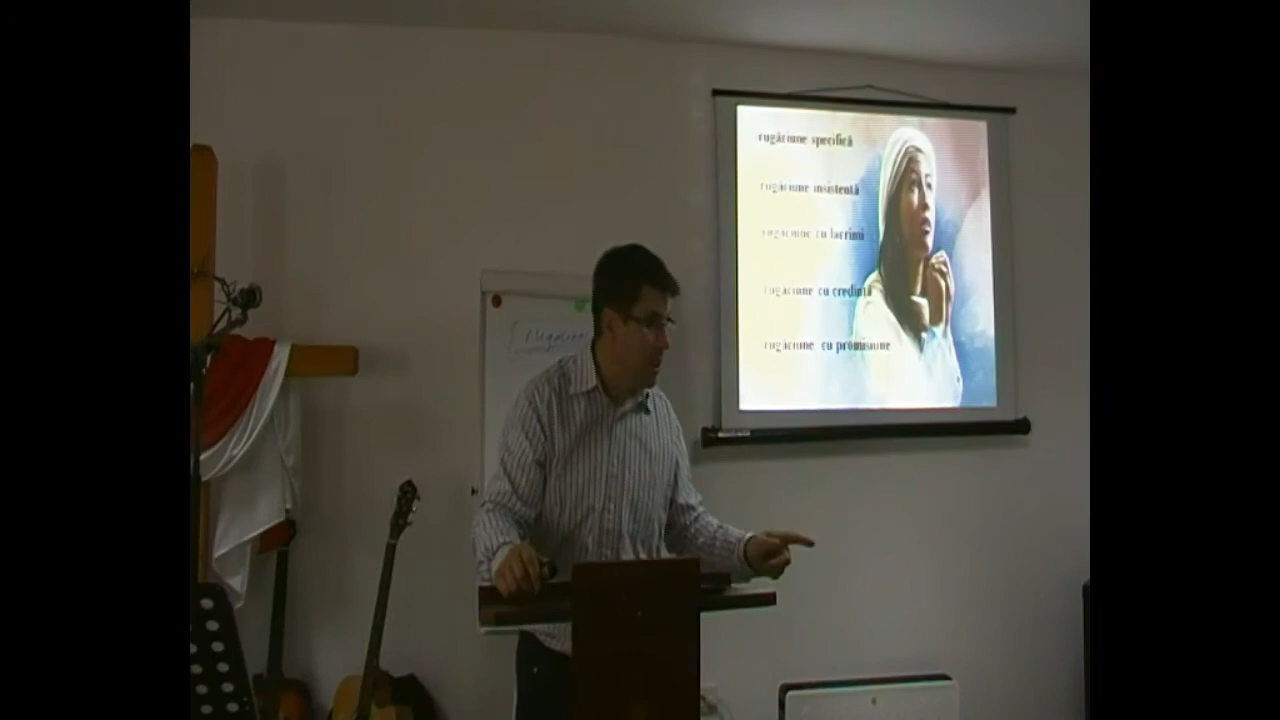 rugăciune specifică
rugăciune insistentă
rugăciune cu lacrimi
rugăciune cu credință
rugăciune cu promisiune